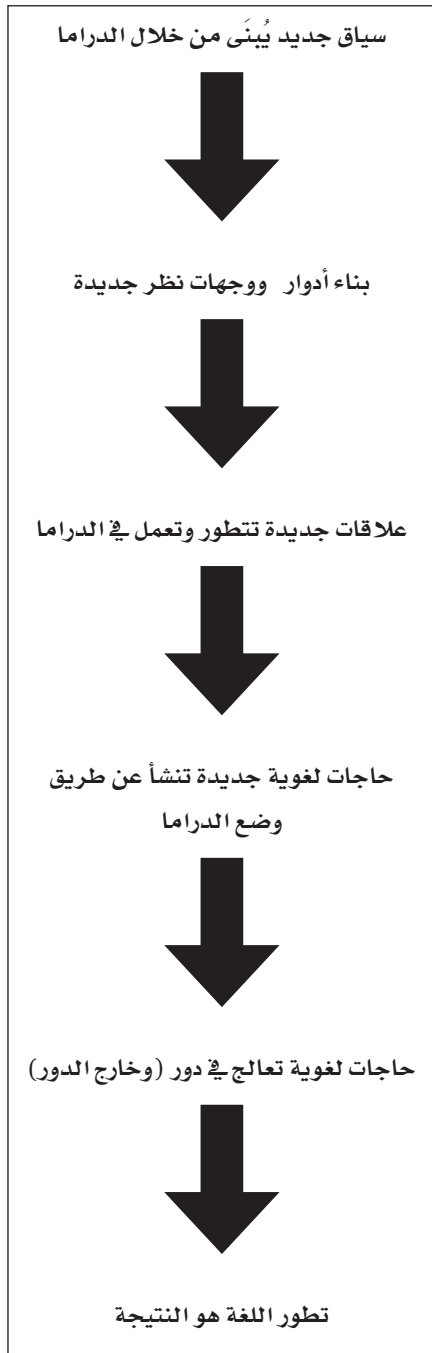 سياق جديد يُبنَى من خلال الدراما
بناء أدوار ووجهات نظر جديدة
علاقات جديدة تتطور وتعمل في الدراما
حاجات لغوية جديدة تنشأ عن طريق
وضع الدراما
حاجات لغوية تعالج في دور (وخارج الدور)
تطور اللغة هو النتيجة